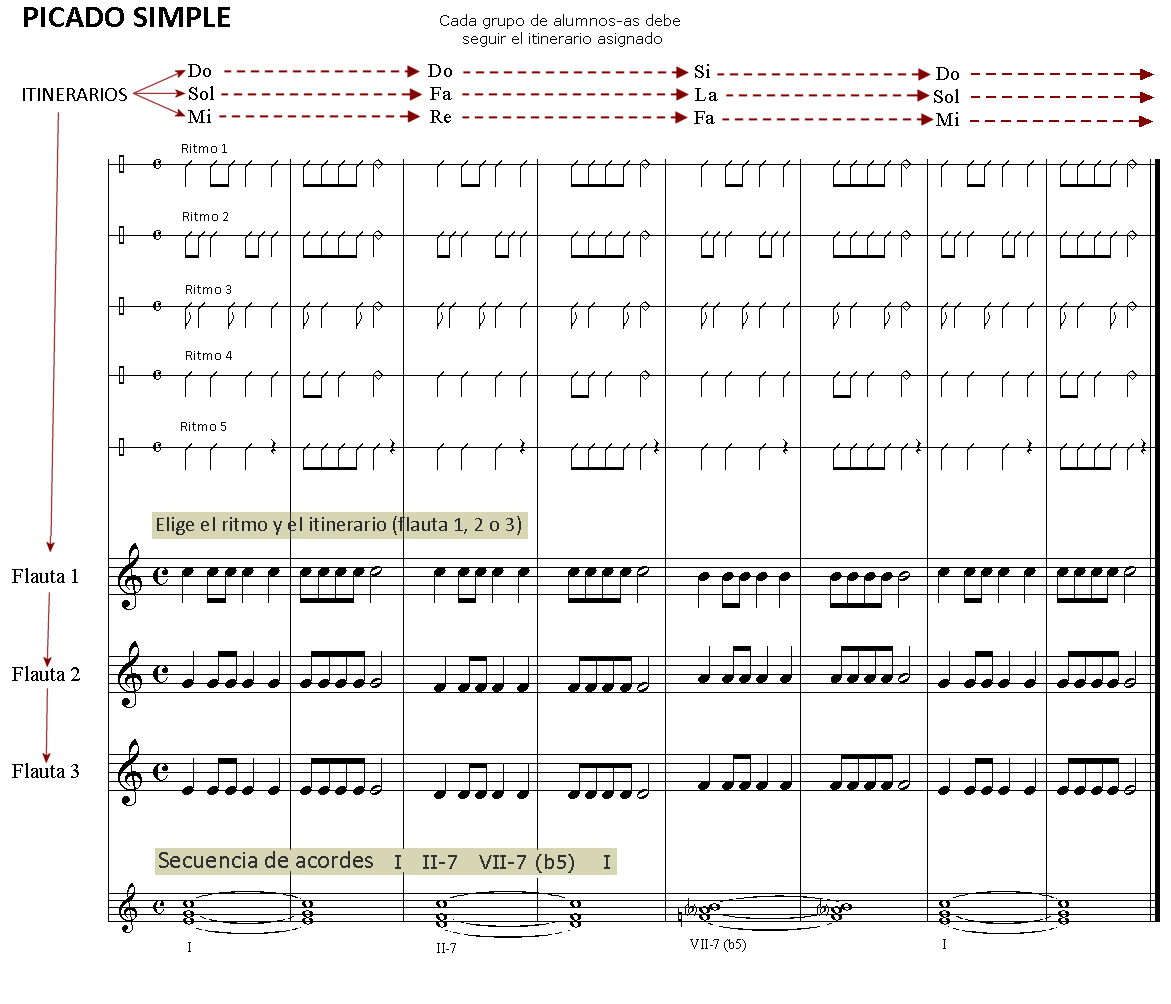 PICADO SIMPLE
Cada grupo de alumnos-as debe
seguir el itinerario asignado
ITINERARIOS
Do Do Si Do
Sol Fa La Sol
Mi Re Fa Mi
Ritmo 1
Ritmo 2
Ritmo 3
Ritmo 4
Ritmo 5
Elige el ritmo y el itinerario (flauta 1, 2 o 3)
Flauta 1
Flauta 2
Flauta 3
Secuencia de acordes I II-7 VII-7 (b5) I
I II-7 VII-7 (b5) I